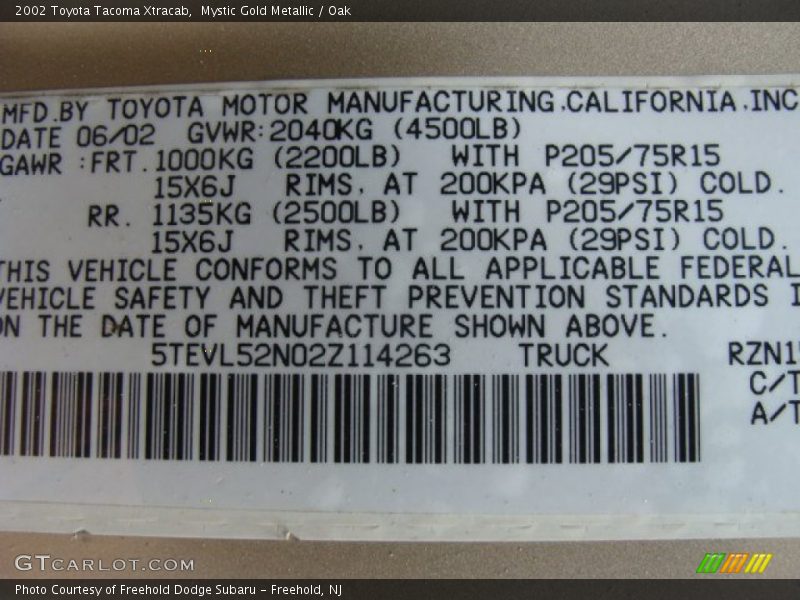 2002 Toyota Tacoma Xtracab,  Mystic Gold Metallic / Oak
MFD.BY TOYOTA MOTOR MANUFACTURING.CALIFORNIA.INC
DATE 06/02  GVWR:2040KG (4500LB)
GAWR :FRT.1000KG (2200LB)  WITH P205/75R15
15X6J  RIMS, AT 200KPA (29PSI) COLD.
RR. 1135KG (2500LB)  WITH P205/75R15
15X6J  RIMS, AT 200KPA (29PSI) COLD.
THIS VEHICLE CONFORMS TO ALL APPLICABLE FEDERAL
VEHICLE SAFETY AND THEFT PREVENTION STANDARDS I
ON THE DATE OF MANUFACTURE SHOWN ABOVE.
5TEVL52N02Z114263  TRUCK  RZN15
C/T
A/T
GTCARLOT.COM
Photo Courtesy of Freehold Dodge Subaru - Freehold, NJ